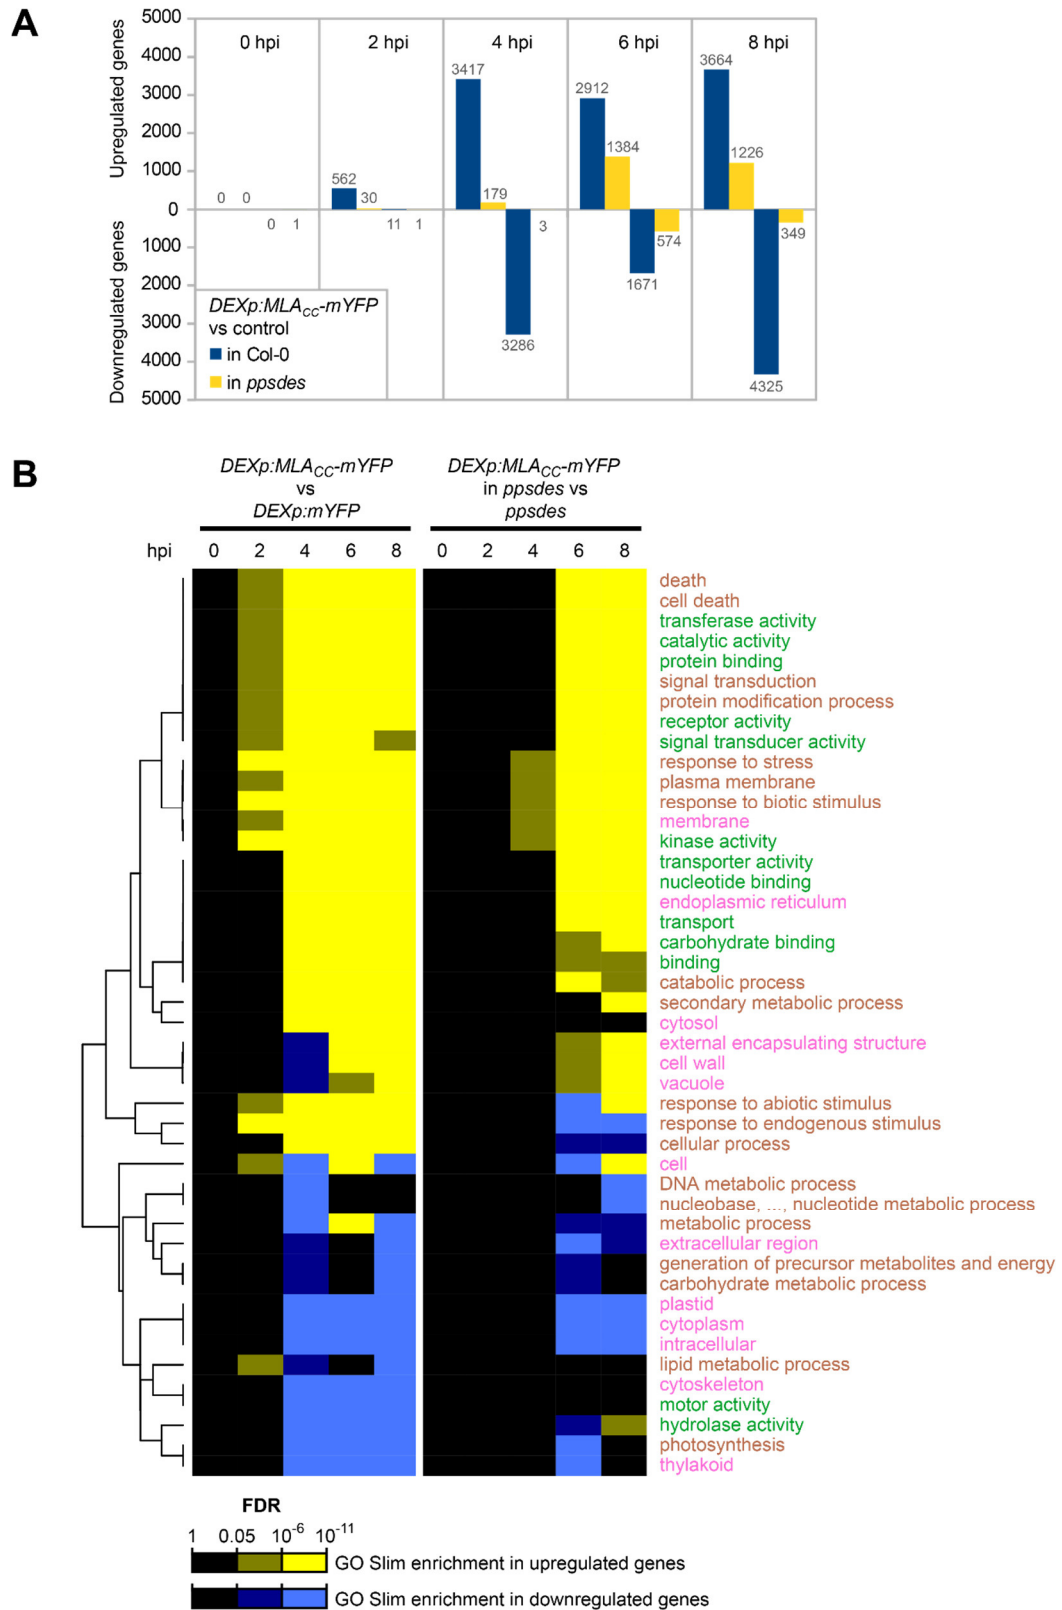 A
Upregulated genes
Downregulated genes
5000
4000
3000
2000
1000
0
1000
2000
3000
4000
5000
0 hpi 2 hpi 4 hpi 6 hpi 8 hpi
0 0 0 1
562 30 11 1
3417 179 3286 3
2912 1384 1671 574
3664 1226 4325 349
DEXp:MLACC-mYFP
vs control
in Col-0
in ppsdes
B
DEXp:MLACC-mYFP
vs
DEXp:mYFP
DEXp:MLACC-mYFP
in ppsdes vs
ppsdes
hpi 0 2 4 6 8 0 2 4 6 8
death
cell death
transferase activity
catalytic activity
protein binding
signal transduction
protein modification process
receptor activity
signal transducer activity
response to stress
plasma membrane
response to biotic stimulus
membrane
kinase activity
transporter activity
nucleotide binding
endoplasmic reticulum
transport
carbohydrate binding
binding
catabolic process
secondary metabolic process
cytosol
external encapsulating structure
cell wall
vacuole
response to abiotic stimulus
response to endogenous stimulus
cellular process
cell
DNA metabolic process
nucleobase, ..., nucleotide metabolic process
metabolic process
extracellular region
generation of precursor metabolites and energy
carbohydrate metabolic process
plastid
cytoplasm
intracellular
lipid metabolic process
cytoskeleton
motor activity
hydrolase activity
photosynthesis
thylakoid
FDR
1 0.05 10-6 10-11
GO Slim enrichment in upregulated genes
GO Slim enrichment in downregulated genes